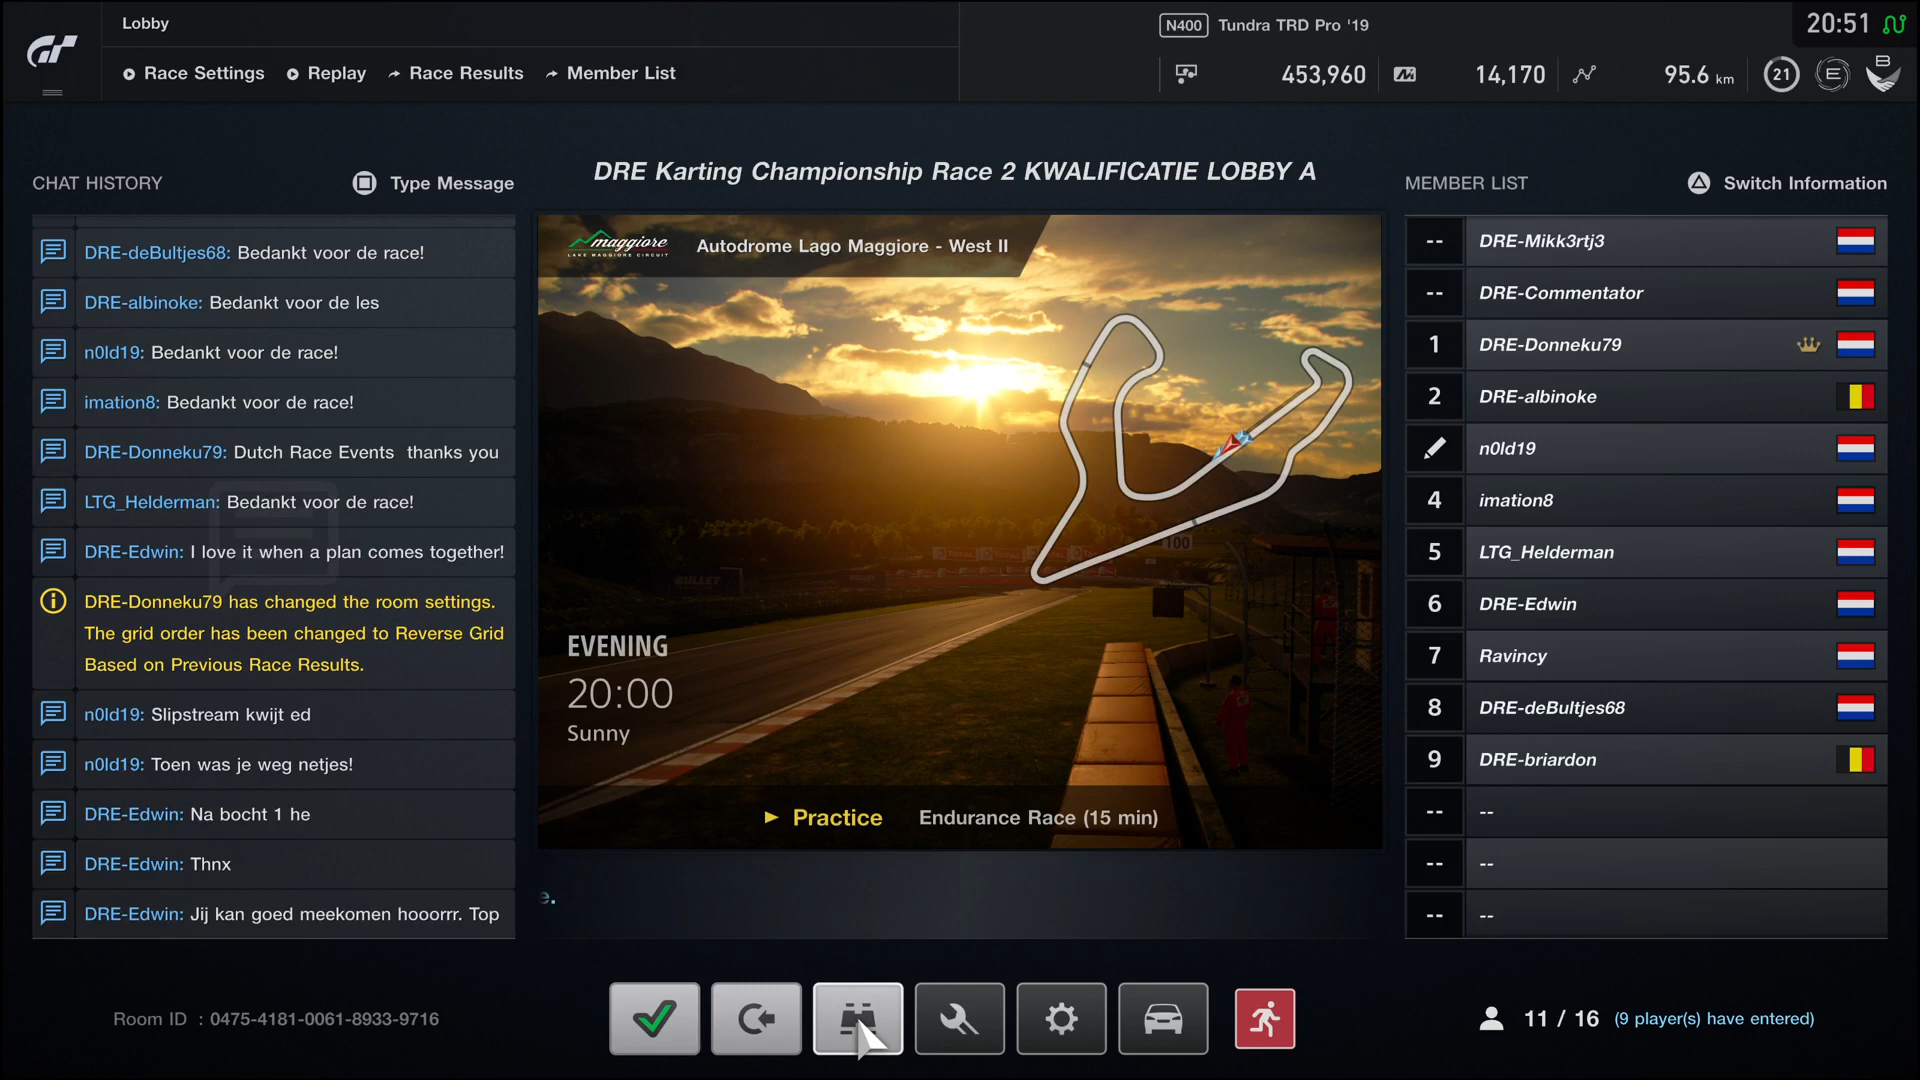 Lobby
N400 Tundra TRD Pro '19
20:51
Race Settings Replay Race Results Member List
453,960 14,170 95.6 km 21 E B
CHAT HISTORY Type Message
DRE-deBultjes68: Bedankt voor de race!
DRE-albinoke: Bedankt voor de les
n0ld19: Bedankt voor de race!
imation8: Bedankt voor de race!
DRE-Donneku79: Dutch Race Events thanks you
LTG_Helderman: Bedankt voor de race!
DRE-Edwin: I love it when a plan comes together!
DRE-Donneku79 has changed the room settings.
The grid order has been changed to Reverse Grid
Based on Previous Race Results.
n0ld19: Slipstream kwijt ed
n0ld19: Toen was je weg netjes!
DRE-Edwin: Na bocht 1 he
DRE-Edwin: Thnx
DRE-Edwin: Jij kan goed meekomen hooorrr. Top
DRE Karting Championship Race 2 KWALIFICATIE LOBBY A
maggiore
LAKE MAGGIORE CIRCUIT
Autodrome Lago Maggiore - West II
100
TOTAL TOTAL TOTAL
BULLET
EVENING
20:00
Sunny
Practice Endurance Race (15 min)
e.
MEMBER LIST Switch Information
-- DRE-Mikk3rtj3
-- DRE-Commentator
1 DRE-Donneku79
2 DRE-albinoke
n0ld19
4 imation8
5 LTG_Helderman
6 DRE-Edwin
7 Ravincy
8 DRE-deBultjes68
9 DRE-briardon
-- --
-- --
-- --
Room ID : 0475-4181-0061-8933-9716
11 / 16 (9 player(s) have entered)